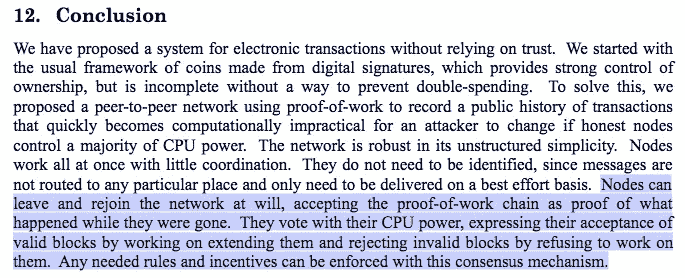 12. Conclusion
We have proposed a system for electronic transactions without relying on trust. We started with
the usual framework of coins made from digital signatures, which provides strong control of
ownership, but is incomplete without a way to prevent double-spending. To solve this, we
proposed a peer-to-peer network using proof-of-work to record a public history of transactions
that quickly becomes computationally impractical for an attacker to change if honest nodes
control a majority of CPU power. The network is robust in its unstructured simplicity. Nodes
work all at once with little coordination. They do not need to be identified, since messages are
not routed to any particular place and only need to be delivered on a best effort basis. Nodes can
leave and rejoin the network at will, accepting the proof-of-work chain as proof of what
happened while they were gone. They vote with their CPU power, expressing their acceptance of
valid blocks by working on extending them and rejecting invalid blocks by refusing to work on
them. Any needed rules and incentives can be enforced with this consensus mechanism.